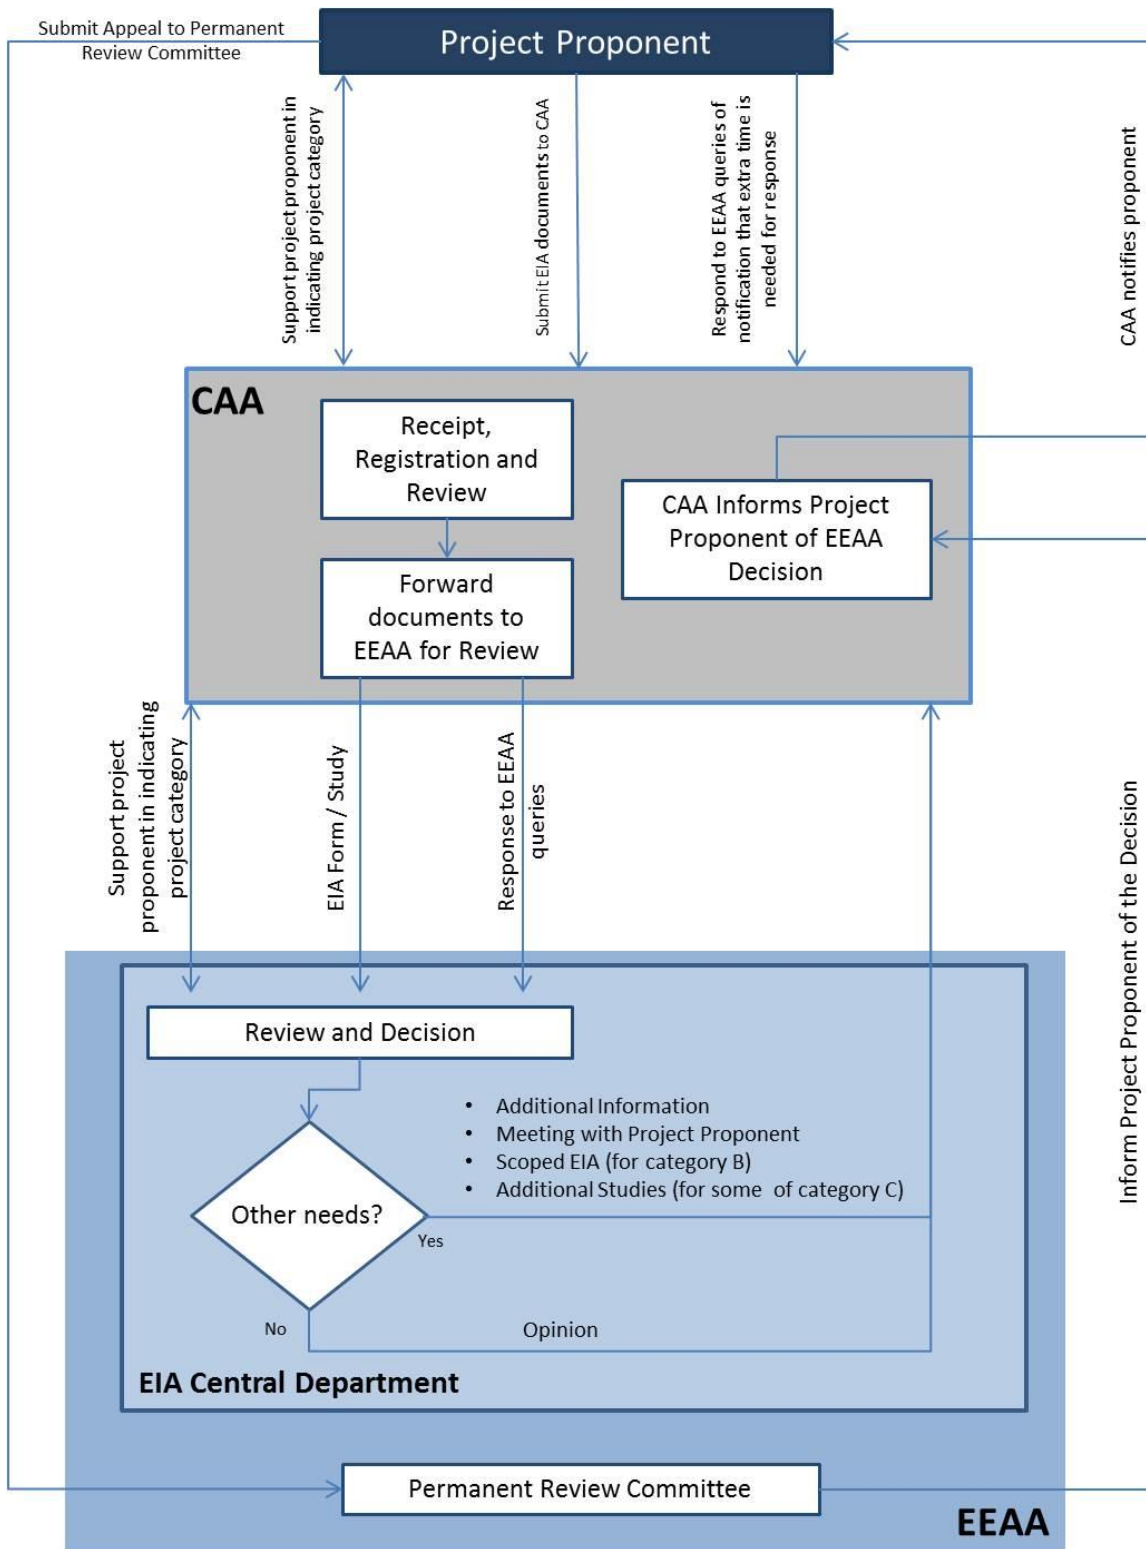 Submit Appeal to Permanent
Review Committee
Project Proponent
Support project proponent in
indicating project category
Submit EIA documents to CAA
Respond to EEAA queries of
notification that extra time is
needed for response
CAA notifies proponent
CAA
Receipt,
Registration and
Review
CAA Informs Project
Proponent of EEAA
Decision
Forward
documents to
EEAA for Review
Support project
proponent in indicating
project category
EIA Form / Study
Response to EEAA
queries
Inform Project Proponent of the Decision
Review and Decision
• Additional Information
• Meeting with Project Proponent
• Scoped EIA (for category B)
• Additional Studies (for some of category C)
Other needs?
Yes
No
Opinion
EIA Central Department
Permanent Review Committee
EEAA